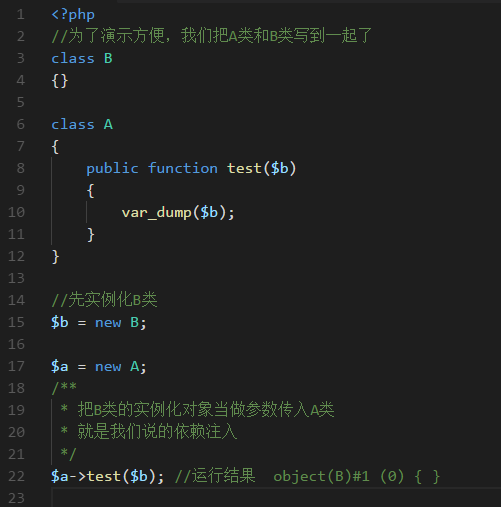 1 <?php
2 //为了演示方便，我们把A类和B类写到一起了
3 class B
4 {}
5
6 class A
7 {
8     public function test($b)
9     {
10         var_dump($b);
11     }
12 }
13
14 //先实例化B类
15 $b = new B;
16
17 $a = new A;
18 /**
19  * 把B类的实例化对象当做参数传入A类
20  * 就是我们说的依赖注入
21  */
22 $a->test($b); //运行结果  object(B)#1 (0) { }
23